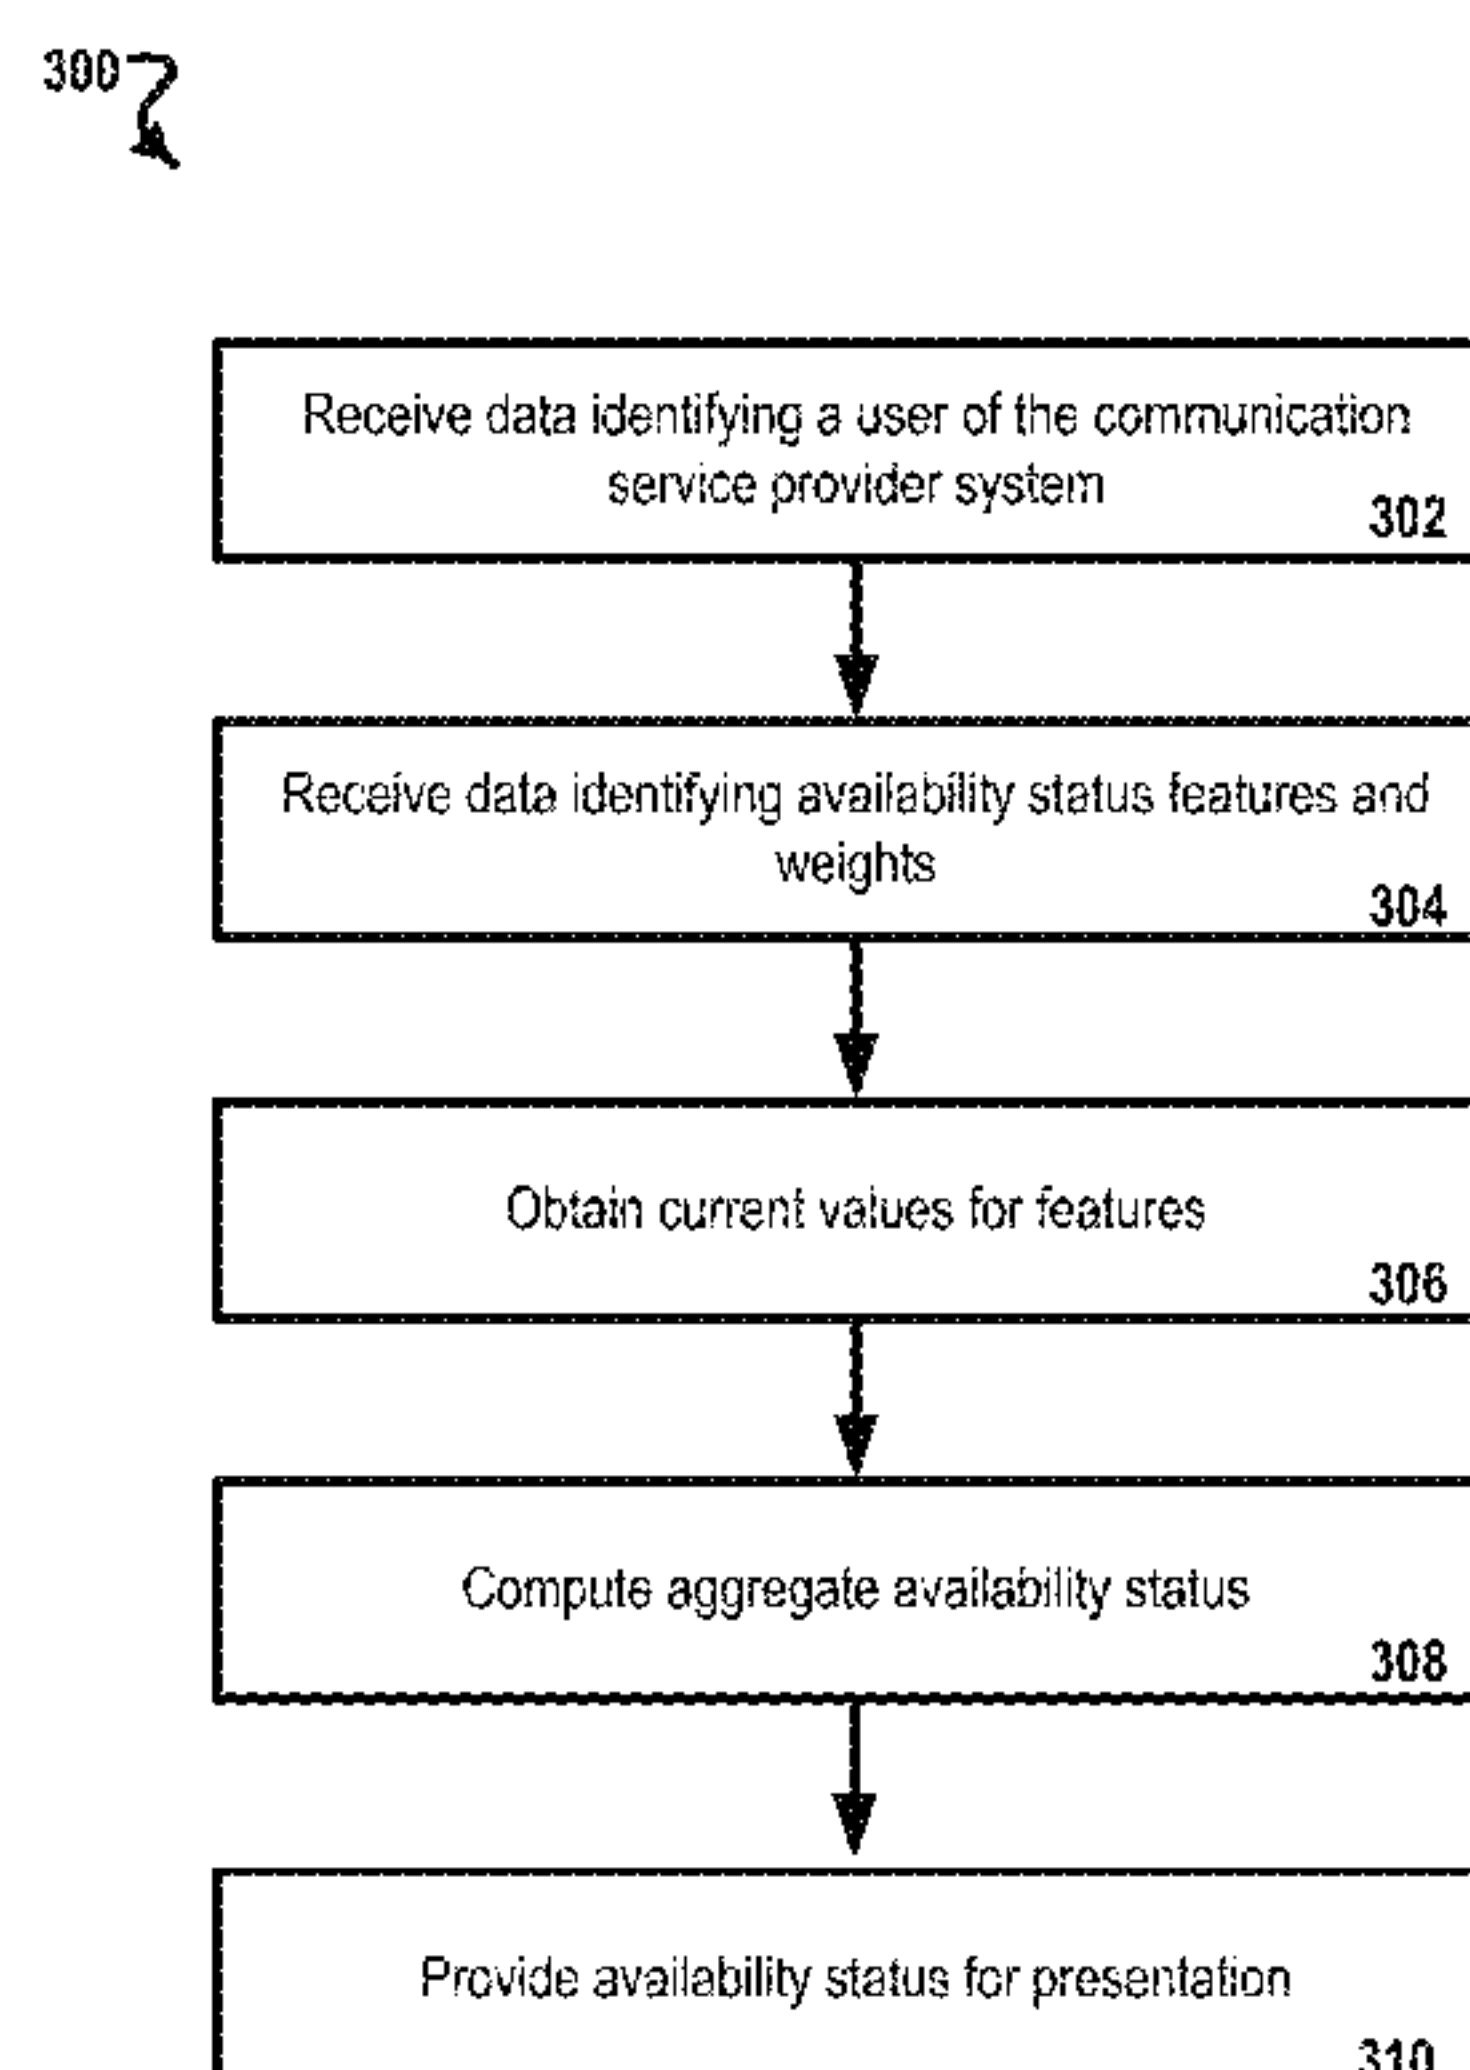 300
Receive data identifying a user of the communication
service provider system
302
Receive data identifying availability status features and
weights
304
Obtain current values for features
306
Compute aggregate availability status
308
Provide availability status for presentation
310